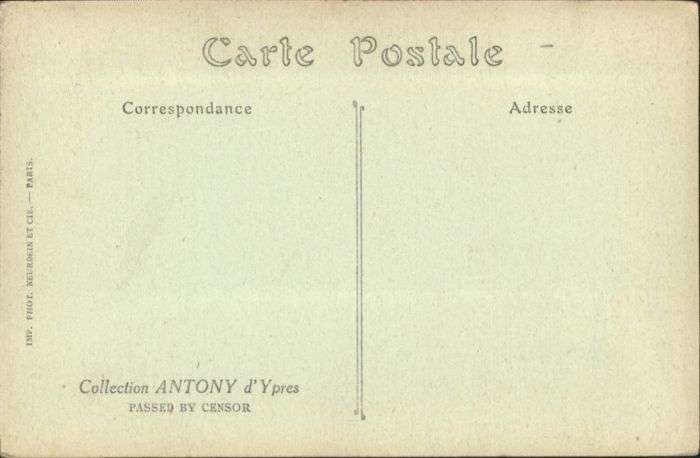 Carte Postale
Correspondance
Adresse
IMP. PHOT. NEURDEIN ET CIE. — PARIS.
Collection ANTONY d'Ypres
PASSED BY CENSOR